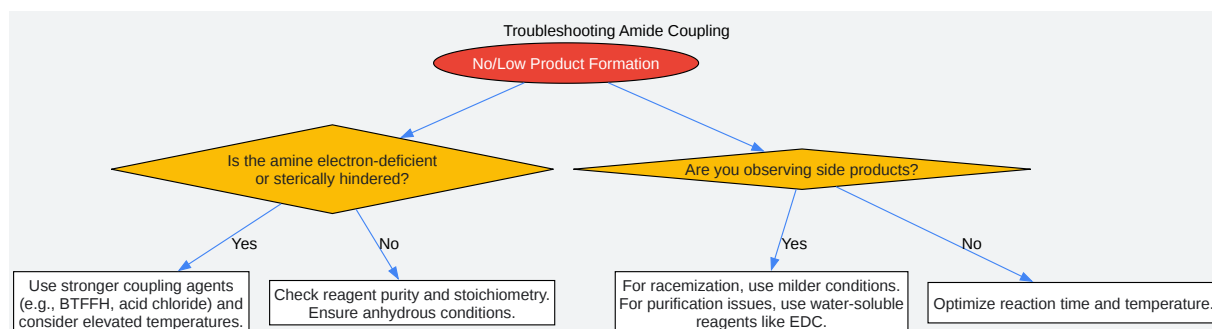 Troubleshooting Amide Coupling
No/Low Product Formation
Is the amine electron-deficient
or sterically hindered?
Are you observing side products?
Yes
No
Yes
No
Use stronger coupling agents
(e.g., BTFFH, acid chloride) and
consider elevated temperatures.
Check reagent purity and stoichiometry.
Ensure anhydrous conditions.
For racemization, use milder conditions.
For purification issues, use water-soluble
reagents like EDC.
Optimize reaction time and temperature.